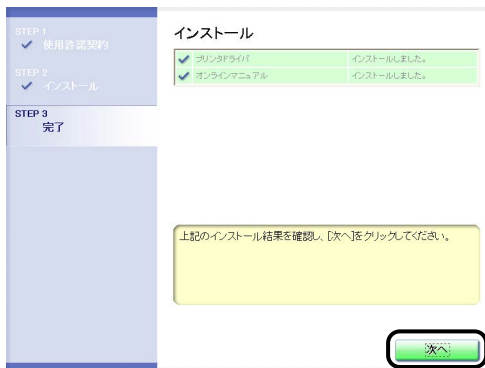 STEP 1
使用許諾契約
STEP 2
インストール
STEP 3
完了
インストール
プリンタドライバ インストールしました。
オンラインマニュアル インストールしました。
上記のインストール結果を確認し、[次へ]をクリックしてください。
次へ